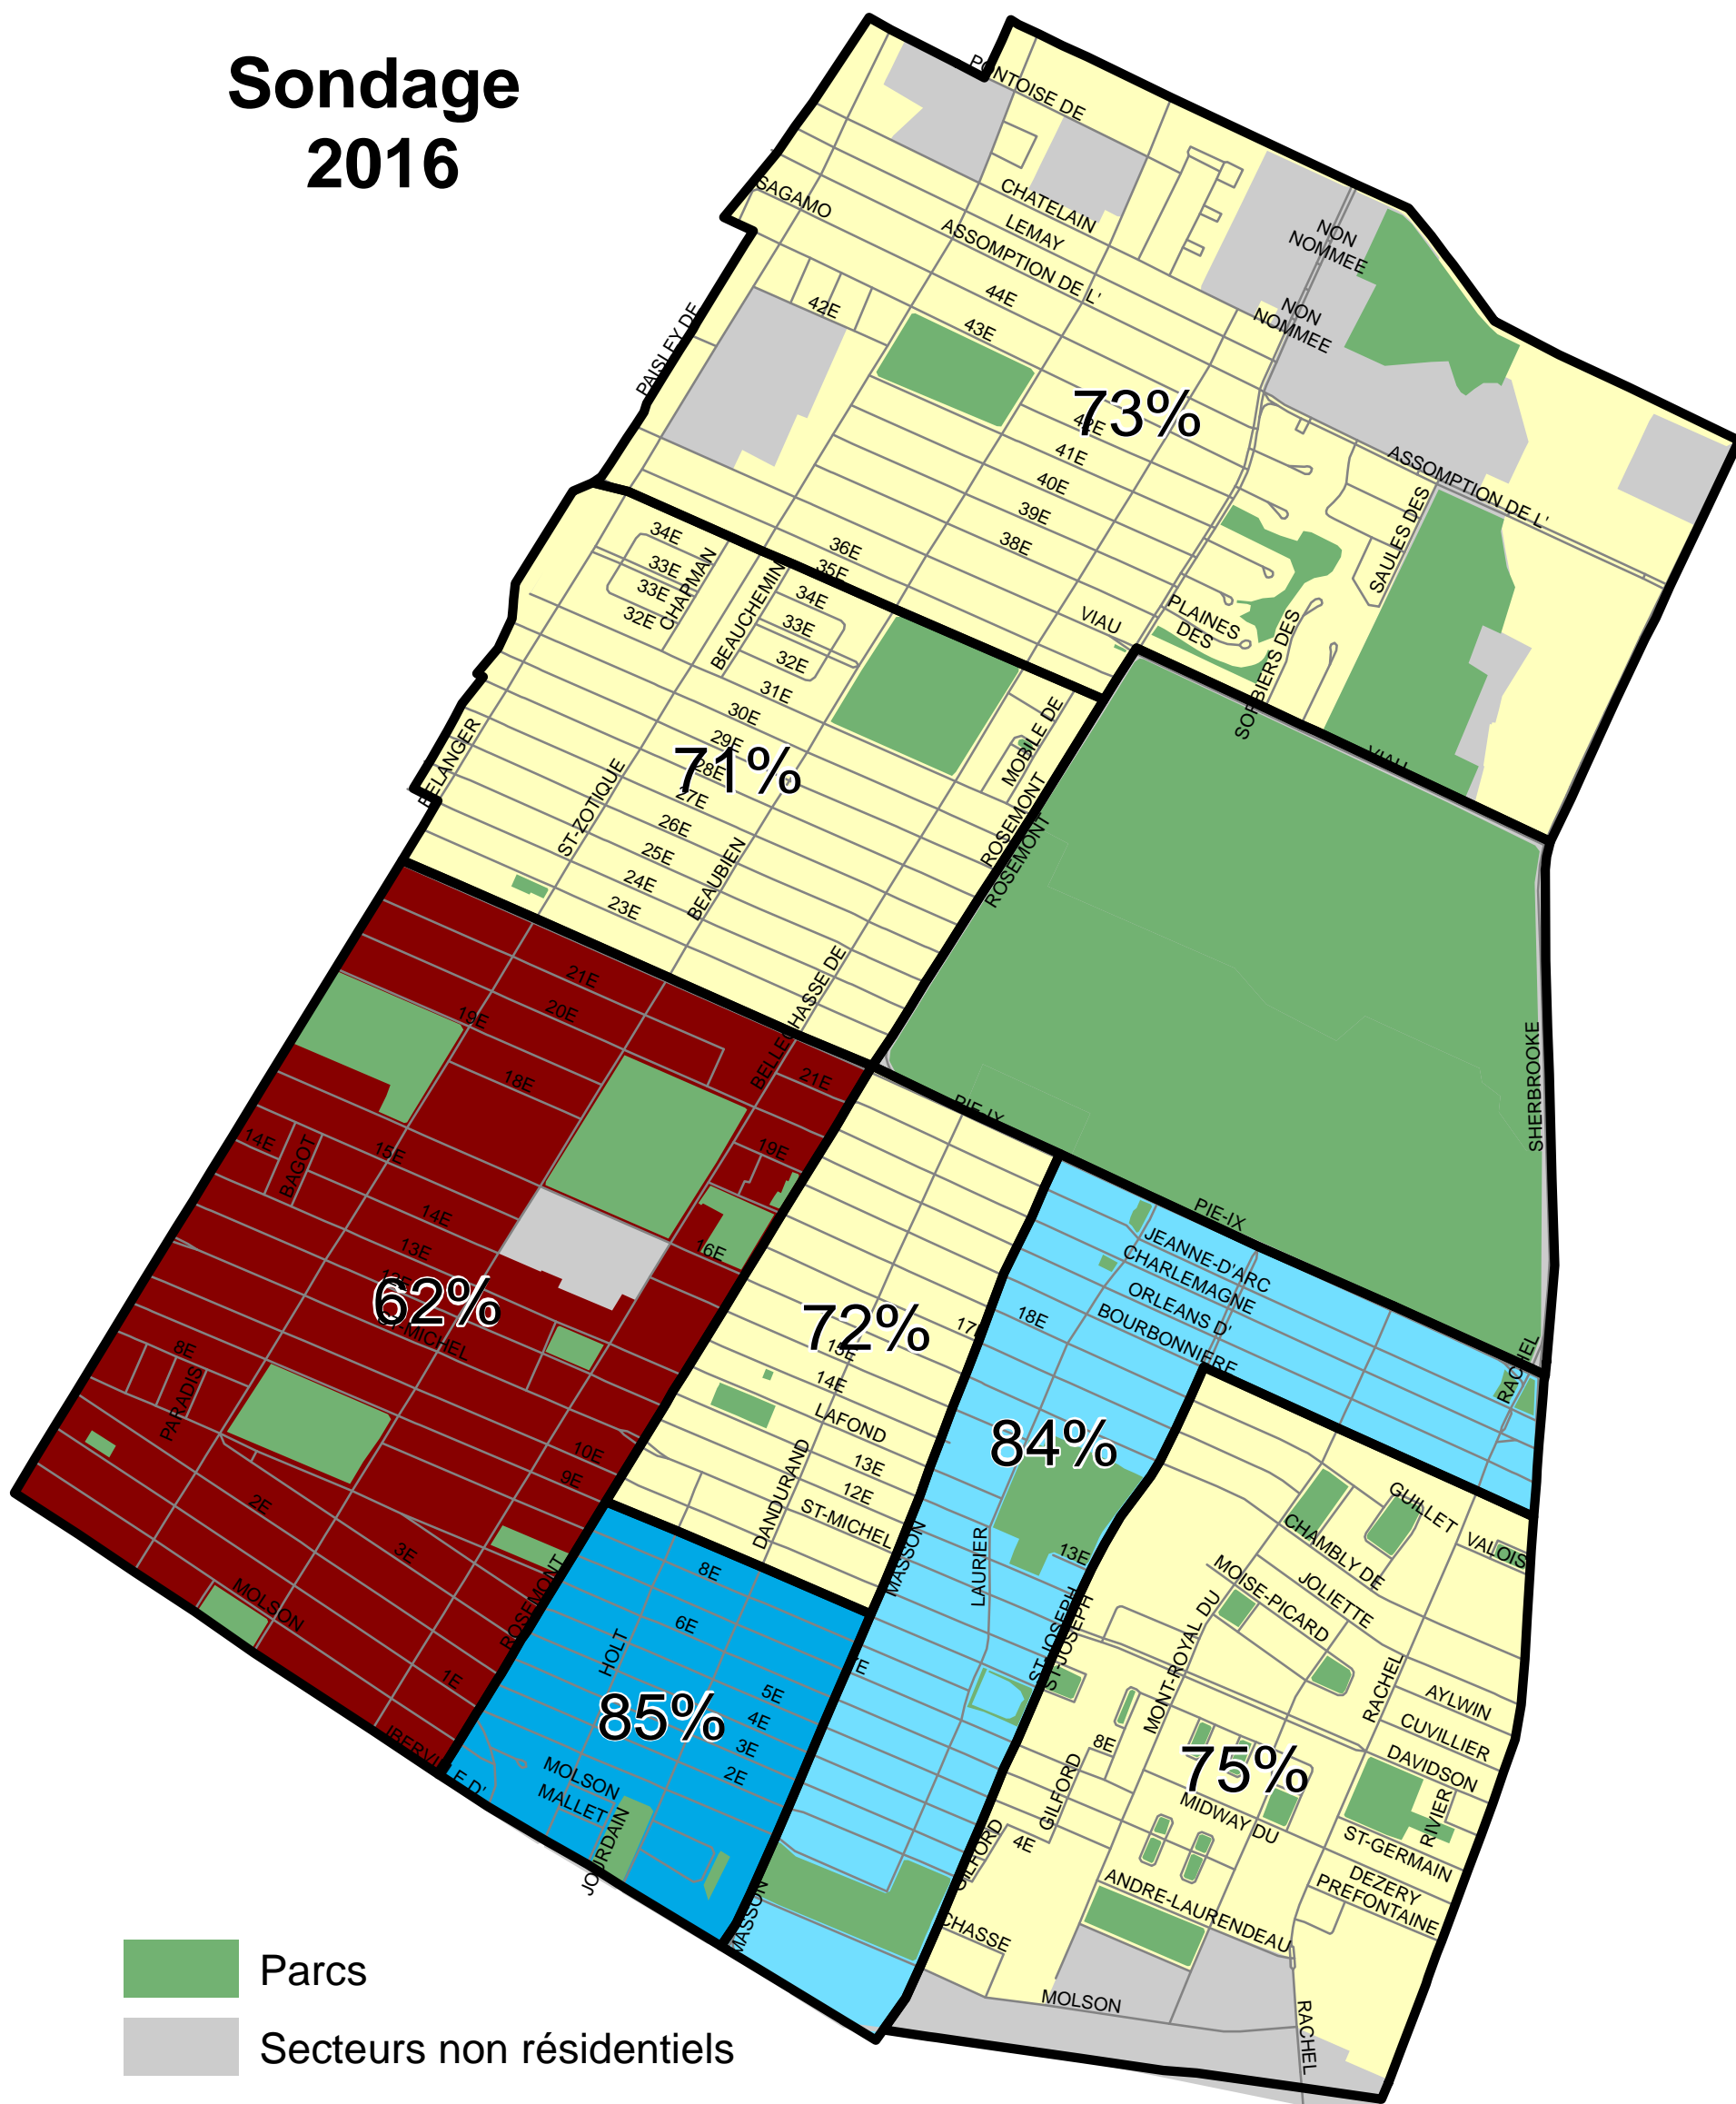 Sondage
2016
PONTOISE DE
SAGAMO
CHATELAIN
LEMAY
ASSOMPTION DE L'
NON
NOMMEE
NON
NOMMEE
44E
43E
42E
PAISLEY DE
73%
42E
41E
40E
39E
38E
ASSOMPTION DE L'
SAULES DES
36E
35E
VIAU
PLAINES
DES
SORBIERS DES
VIAU
34E
33E
33E
32E
CHAPMAN
BEAUCHEMIN
34E
33E
32E
31E
30E
29E
28E
27E
26E
25E
24E
23E
71%
BELANGER
ST-ZOTIQUE
BEAUBIEN
MOBILE DE
ROSEMONT
ROSEMONT
BELLECHASSE DE
SHERBROOKE
PIE-IX
PIE-IX
21E
20E
19E
18E
21E
19E
16E
15E
14E
BAGOT
14E
13E
12E
62%
ST-MICHEL
8E
PARADIS
10E
9E
2E
3E
MOLSON
1E
ROSEMONT
IBERVILLE D'
72%
17E
15E
14E
LAFOND
13E
12E
ST-MICHEL
DANDURAND
MASSON
JEANNE-D'ARC
CHARLEMAGNE
ORLEANS D'
BOURBONNIERE
18E
RACHEL
84%
13E
LAURIER
ST-JOSEPH
ST-JOSEPH
8E
6E
HOLT
5E
4E
3E
2E
85%
MOLSON
MALLET
JOURDAIN
MASSON
GUILLET
VALOIS
CHAMBLY DE
JOLIETTE
MOISE-PICARD
MONT-ROYAL DU
RACHEL
AYLWIN
CUVILLIER
DAVIDSON
RIVIER
8E
GILFORD
75%
MIDWAY DU
4E
GILFORD
ST-GERMAIN
DEZERY
PREFONTAINE
ANDRE-LAURENDEAU
CHASSE
MOLSON
RACHEL
Parcs
Secteurs non résidentiels